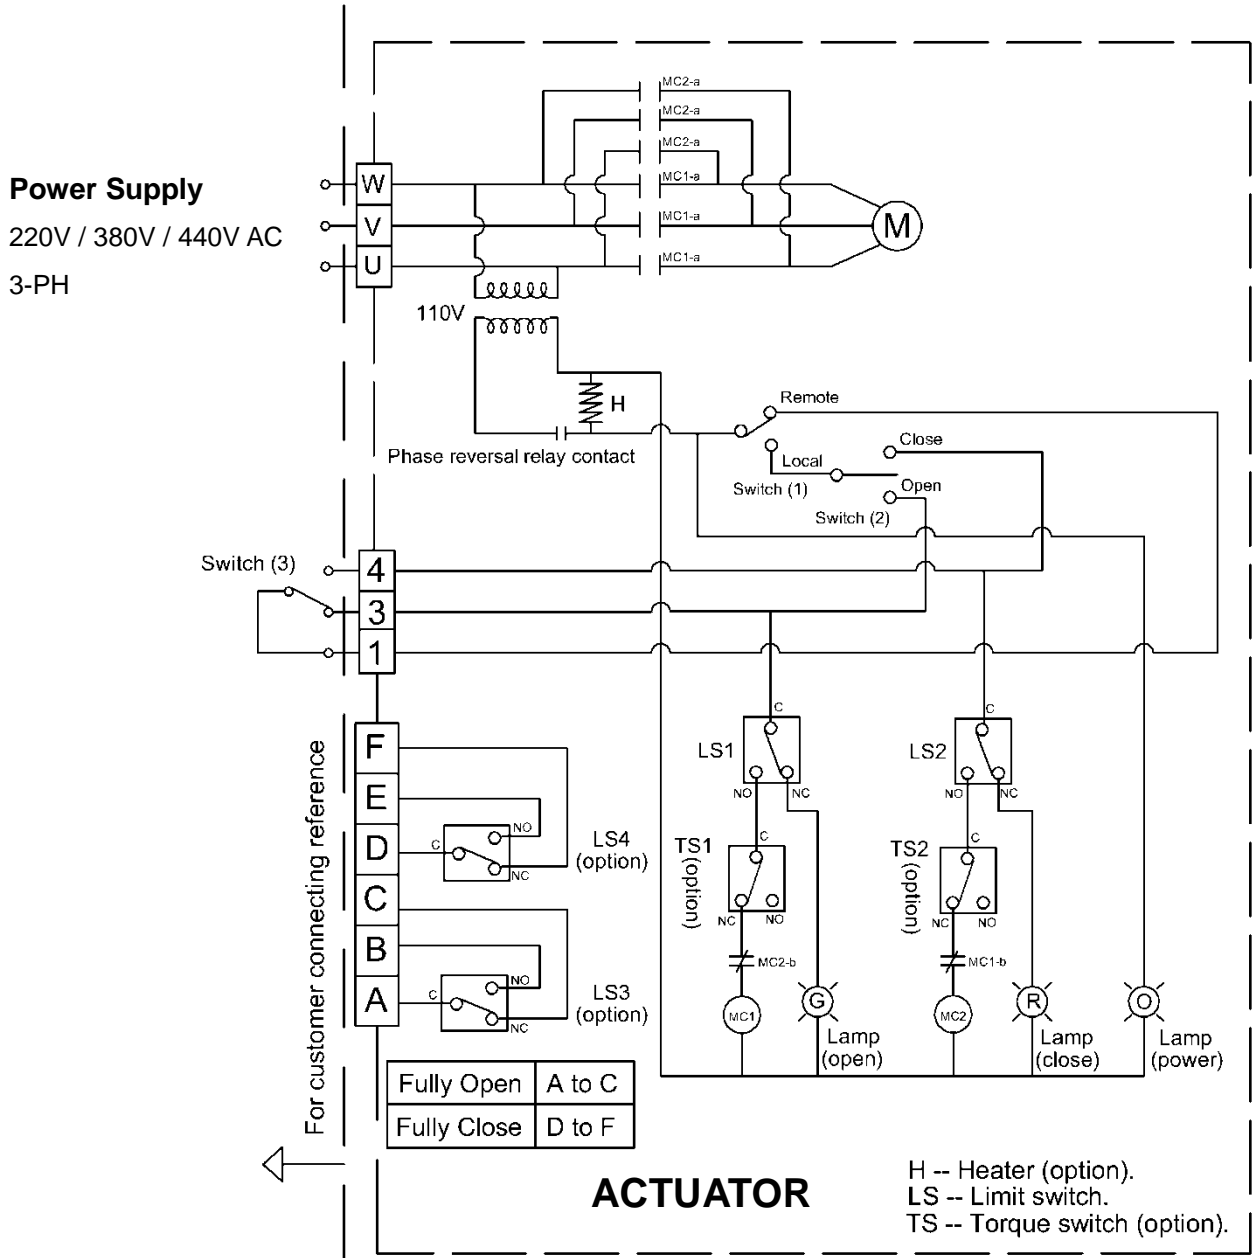 MC2-a
MC2-a
MC2-a
Power Supply
220V / 380V / 440V AC
3-PH
W
V
U
MC1-a
MC1-a
MC1-a
M
110V
H
Phase reversal relay contact
Remote
Local
Switch (1)
Close
Open
Switch (2)
Switch (3)
4
3
1
For customer connecting reference
F
E
D
C
B
A
C
NO
NC
LS4
(option)
C
NO
NC
LS3
(option)
C
LS1
NO
NC
C
TS1
(option)
NC
NO
MC2-b
MC1
G
Lamp
(open)
C
LS2
NO
NC
C
TS2
(option)
NC
NO
MC1-b
MC2
R
Lamp
(close)
O
Lamp
(power)
Fully Open A to C
Fully Close D to F
ACTUATOR
H -- Heater (option).
LS -- Limit switch.
TS -- Torque switch (option).